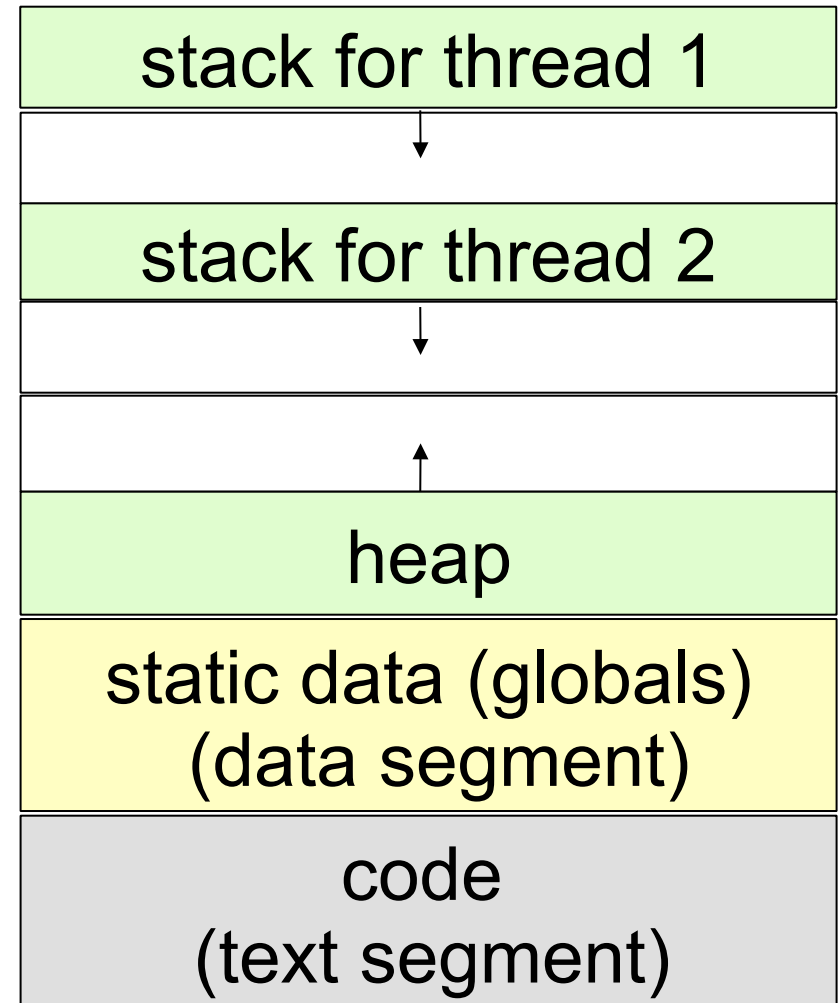 stack for thread 1
stack for thread 2
heap
static data (globals)
(data segment)
code
(text segment)